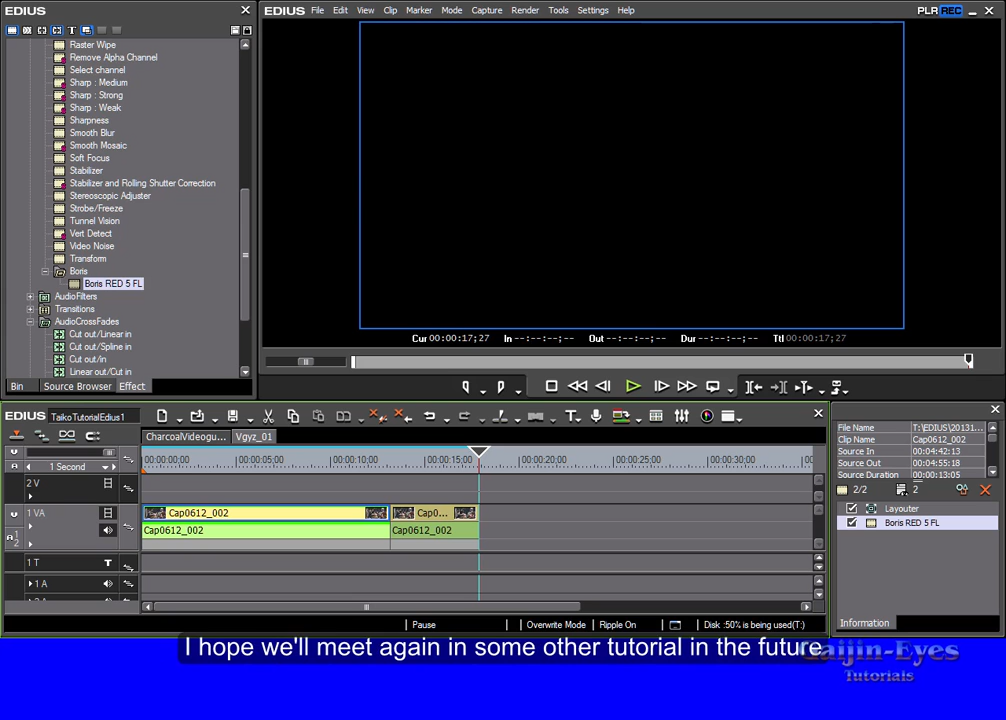 EDIUS
EDIUS File Edit View Clip Marker Mode Capture Render Tools Settings Help PLR REC
Raster Wipe
Remove Alpha Channel
Select channel
Sharp : Medium
Sharp : Strong
Sharp : Weak
Sharpness
Smooth Blur
Smooth Mosaic
Soft Focus
Stabilizer
Stabilizer and Rolling Shutter Correction
Stereoscopic Adjuster
Strobe/Freeze
Tunnel Vision
Vert Detect
Video Noise
Transform
Boris
Boris RED 5 FL
AudioFilters
Transitions
AudioCrossFades
Cut out/Linear in
Cut out/Spline in
Cut out/in
Linear out/Cut in
Bin Source Browser Effect
Cur 00:00:17;27 In --:--:--;-- Out --:--:--;-- Dur --:--:--;-- Ttl 00:00:17;27
EDIUS TaikoTutorialEdius1
CharcoalVideogu... Vgyz_01
1 Second
00:00:00;00 00:00:05;00 00:00:10;00 00:00:15;00 00:00:20;00 00:00:25;00 00:00:30;00 00:
2 V
1 VA
Cap0612_002 Cap0...
Cap0612_002 Cap0612_002
1 T
1 A
Pause Overwrite Mode Ripple On Disk :50% is being used(T:)
File Name T:\EDIUS\20131...
Clip Name Cap0612_002
Source In 00:04:42;13
Source Out 00:04:55;18
Source Duration 00:00:13;05
2/2 2
Layouter
Boris RED 5 FL
Information
I hope we'll meet again in some other tutorial in the future
Gaijin-Eyes
Tutorials